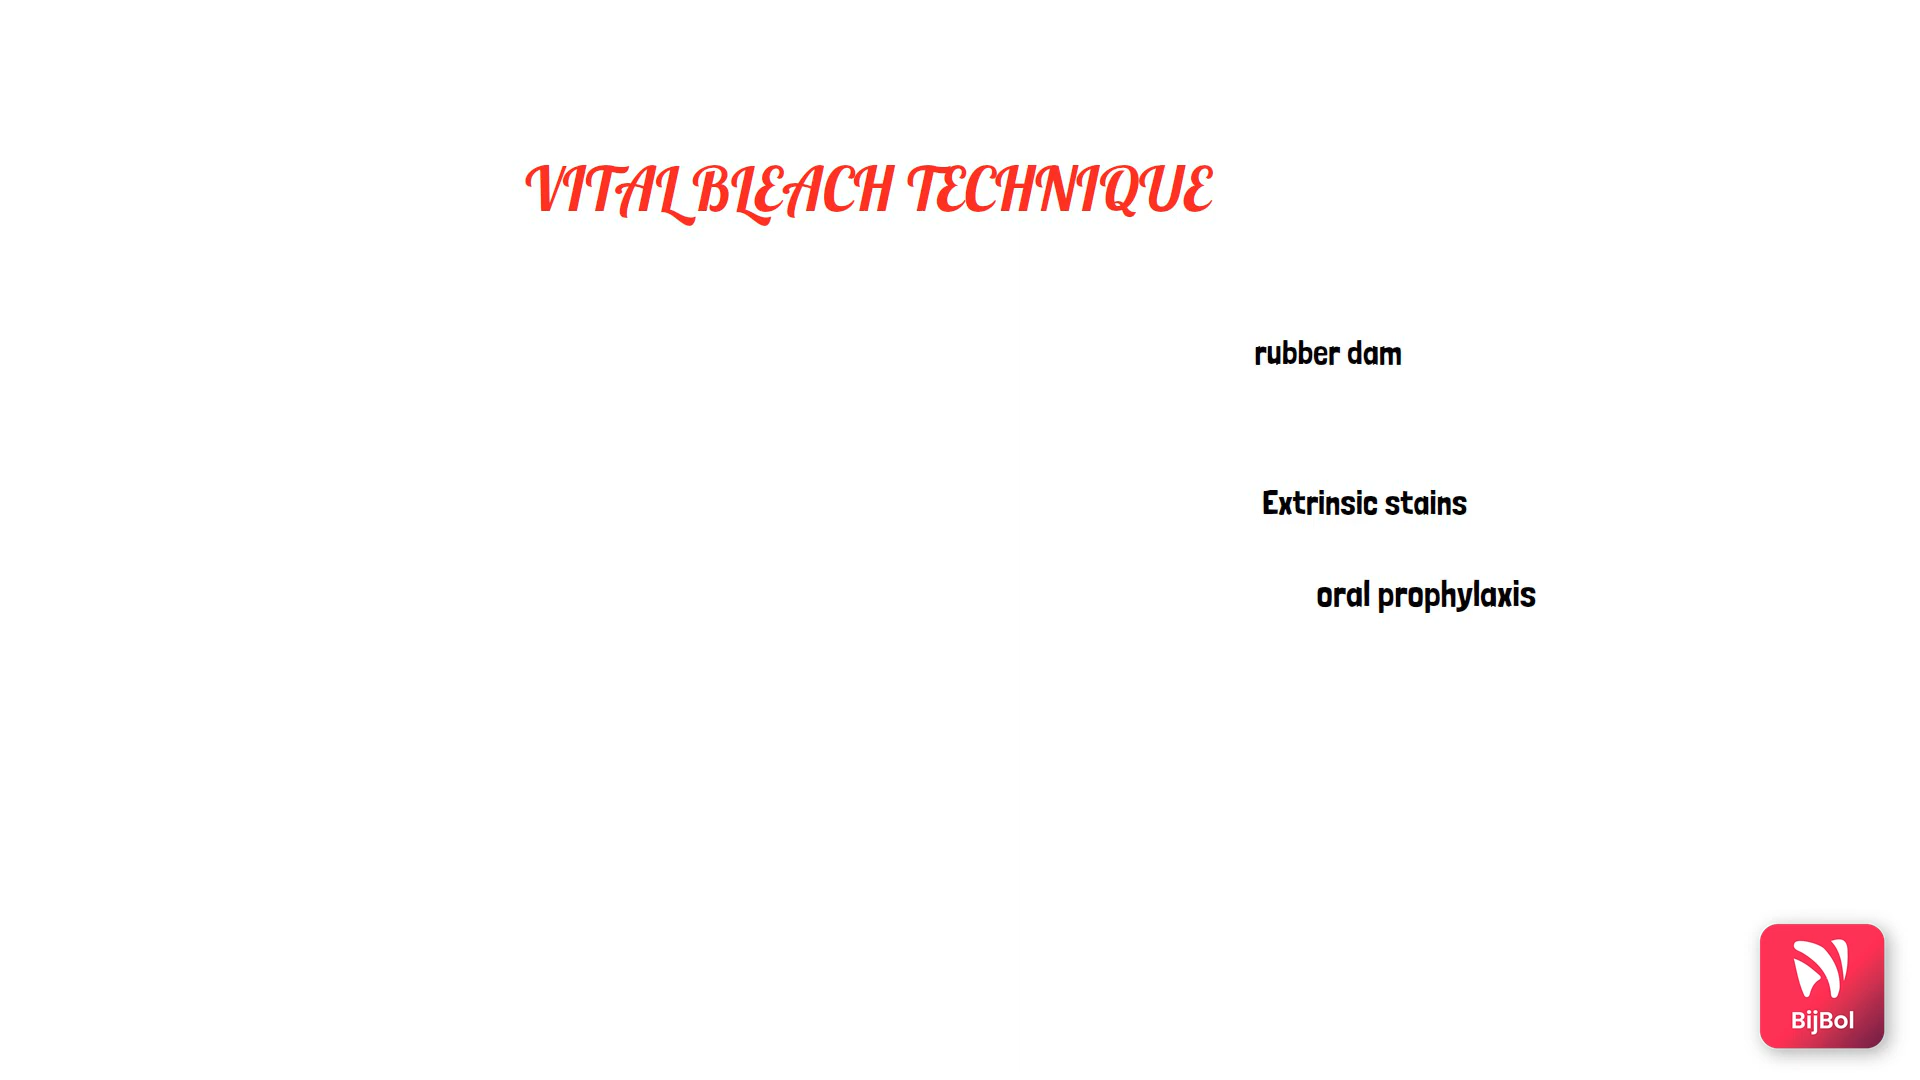 VITAL BLEACH TECHNIQUE
rubber dam
Extrinsic stains
oral prophylaxis
BijBol